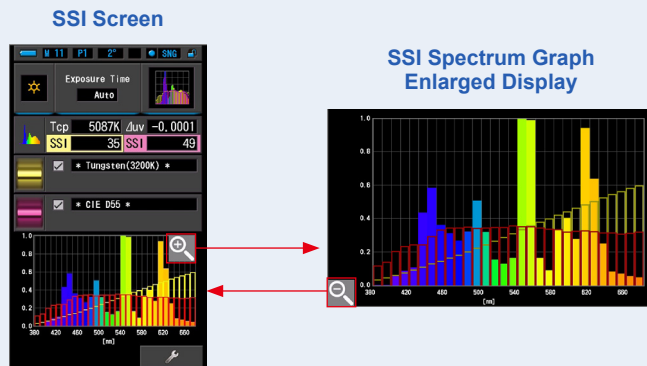 SSI Screen
M 11 P1 2° SNG
Exposure Time
Auto
Tcp 5087K ⊿uv -0.0001
SSI 35 SSI 49
* Tungsten(3200K) *
* CIE D55 *
1.0
0.8
0.6
0.4
0.2
0.0
380 420 460 500 540 580 620 660
[nm]
SSI Spectrum Graph
Enlarged Display
1.0
0.8
0.6
0.4
0.2
0.0
380 420 460 500 540 580 620 660
[nm]